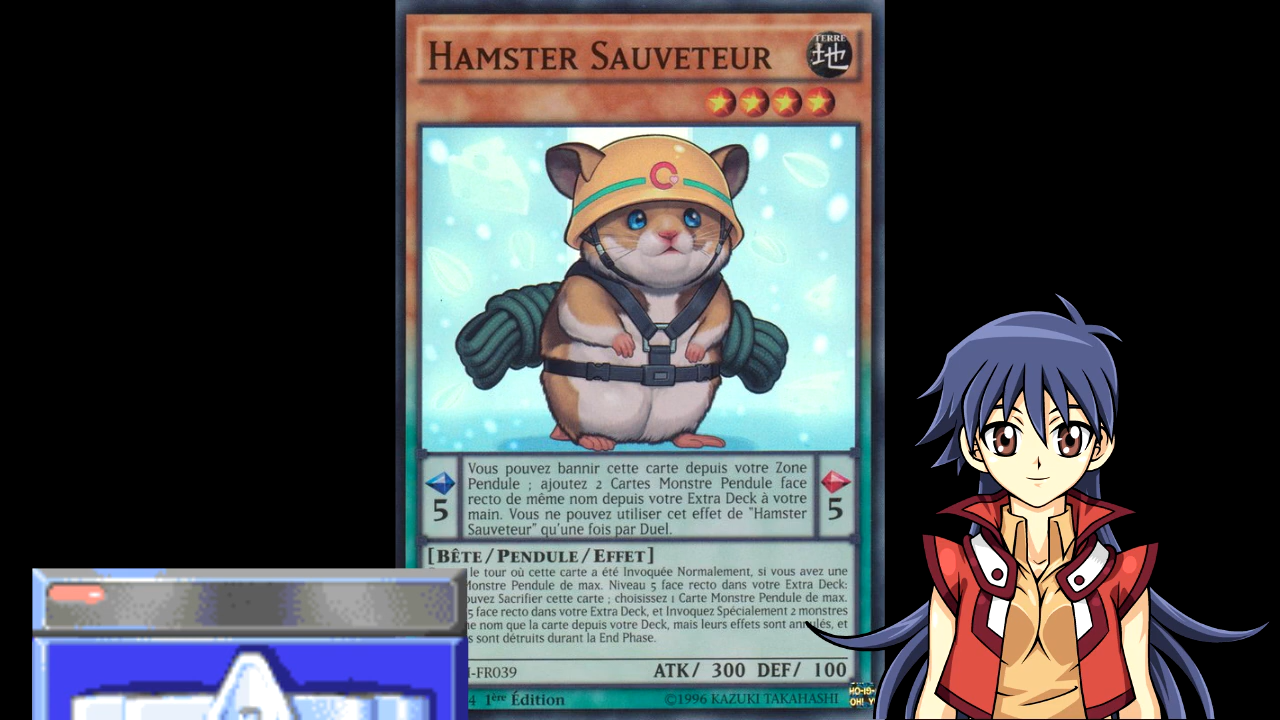 Hamster Sauveteur
TERRE
地
C
Vous pouvez bannir cette carte depuis votre Zone
Pendule ; ajoutez 2 Cartes Monstre Pendule face
recto de même nom depuis votre Extra Deck à votre
main. Vous ne pouvez utiliser cet effet de "Hamster
Sauveteur" qu'une fois par Duel.
5
5
[Bête/Pendule/Effet]
le tour où cette carte a été Invoquée Normalement, si vous avez une
Monstre Pendule de max. Niveau 5 face recto dans votre Extra Deck:
Sacrifier cette carte ; choisissez 1 Carte Monstre Pendule de
5 face recto dans votre Extra Deck, et Invoquez Spécialement 2 monstres
nom que la carte depuis votre Deck, mais leurs effets sont annulés, et
sont détruits durant la End Phase.
-FR039
ATK/ 300 DEF/ 100
4 1ère Édition
©1996 KAZUKI TAKAHASHI